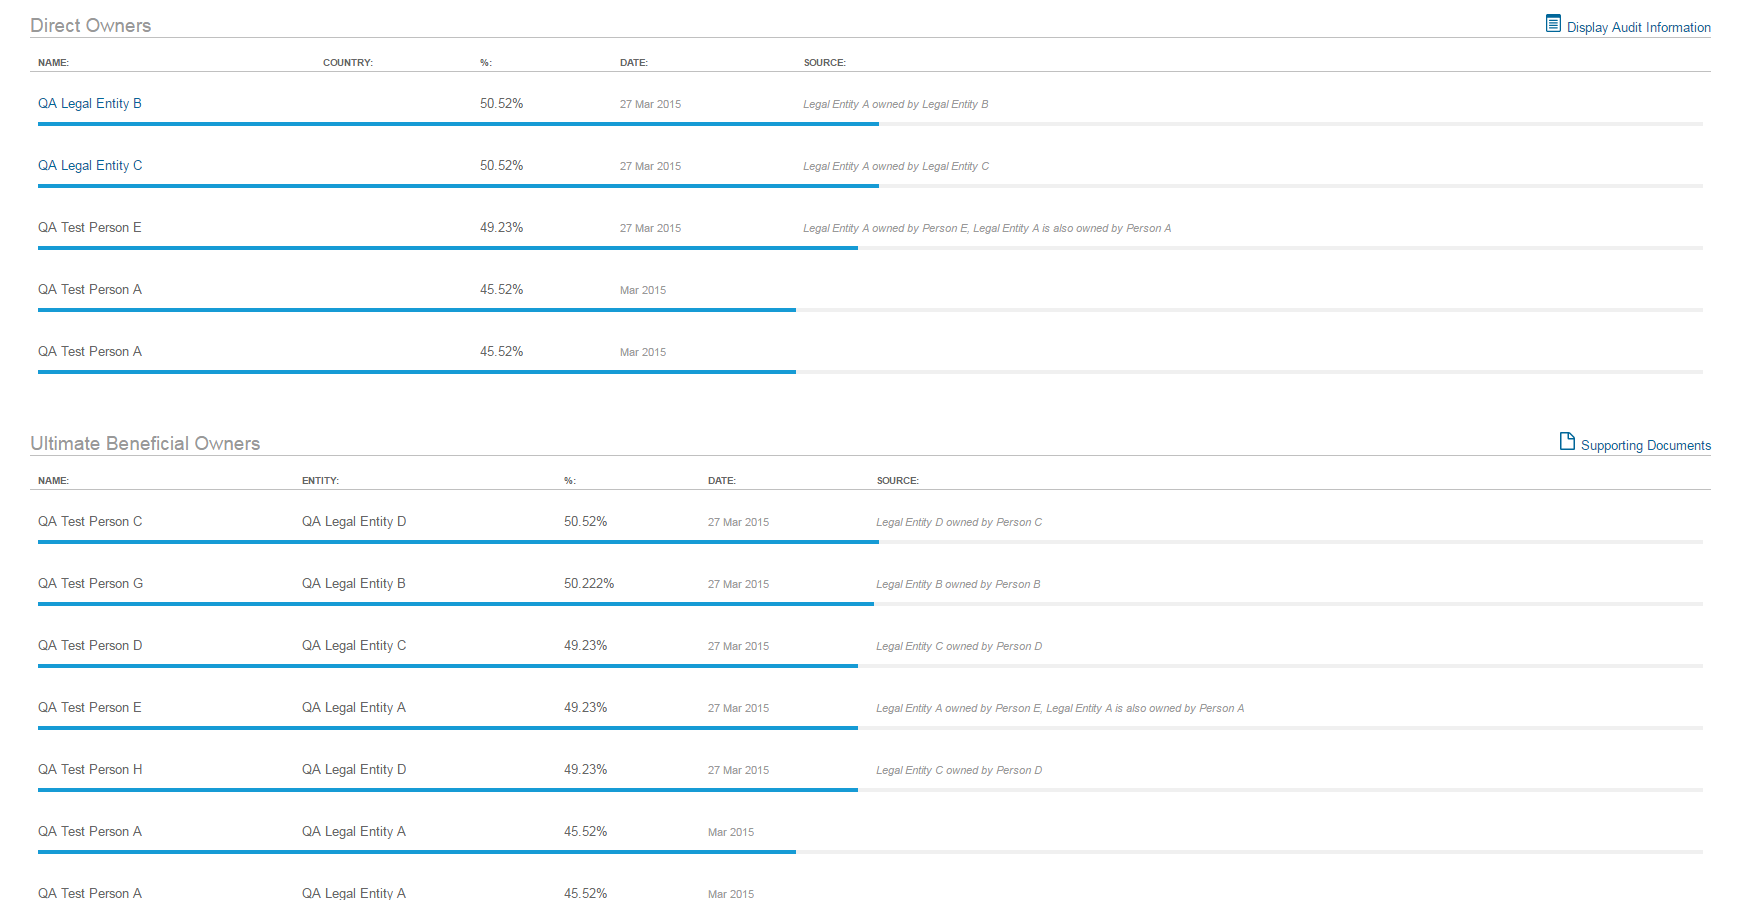 Direct Owners Display Audit Information
NAME: COUNTRY: %: DATE: SOURCE:
QA Legal Entity B 50.52% 27 Mar 2015 Legal Entity A owned by Legal Entity B
QA Legal Entity C 50.52% 27 Mar 2015 Legal Entity A owned by Legal Entity C
QA Test Person E 49.23% 27 Mar 2015 Legal Entity A owned by Person E, Legal Entity A is also owned by Person A
QA Test Person A 45.52% Mar 2015
QA Test Person A 45.52% Mar 2015
Ultimate Beneficial Owners Supporting Documents
NAME: ENTITY: %: DATE: SOURCE:
QA Test Person C QA Legal Entity D 50.52% 27 Mar 2015 Legal Entity D owned by Person C
QA Test Person G QA Legal Entity B 50.222% 27 Mar 2015 Legal Entity B owned by Person B
QA Test Person D QA Legal Entity C 49.23% 27 Mar 2015 Legal Entity C owned by Person D
QA Test Person E QA Legal Entity A 49.23% 27 Mar 2015 Legal Entity A owned by Person E, Legal Entity A is also owned by Person A
QA Test Person H QA Legal Entity D 49.23% 27 Mar 2015 Legal Entity C owned by Person D
QA Test Person A QA Legal Entity A 45.52% Mar 2015
QA Test Person A QA Legal Entity A 45.52% Mar 2015